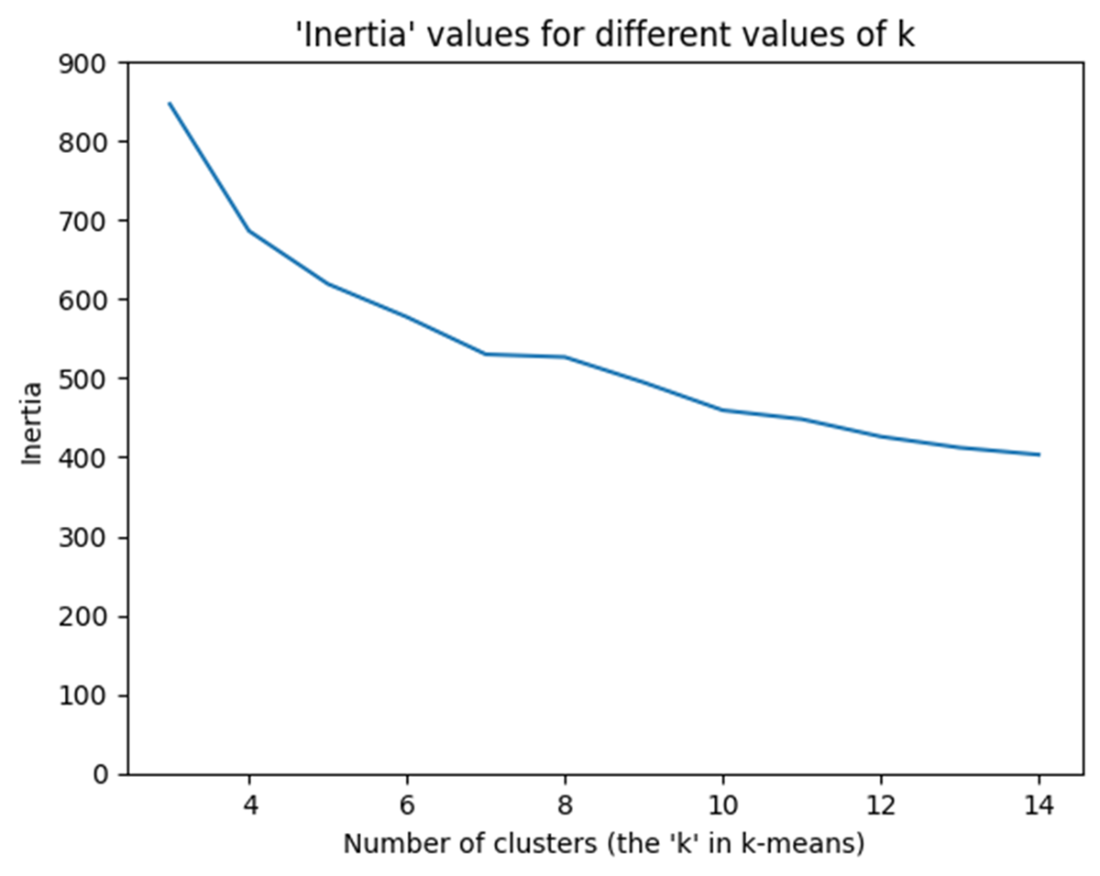 'Inertia' values for different values of k
900
800
700
600
500
400
300
200
100
0
Inertia
4 6 8 10 12 14
Number of clusters (the 'k' in k-means)